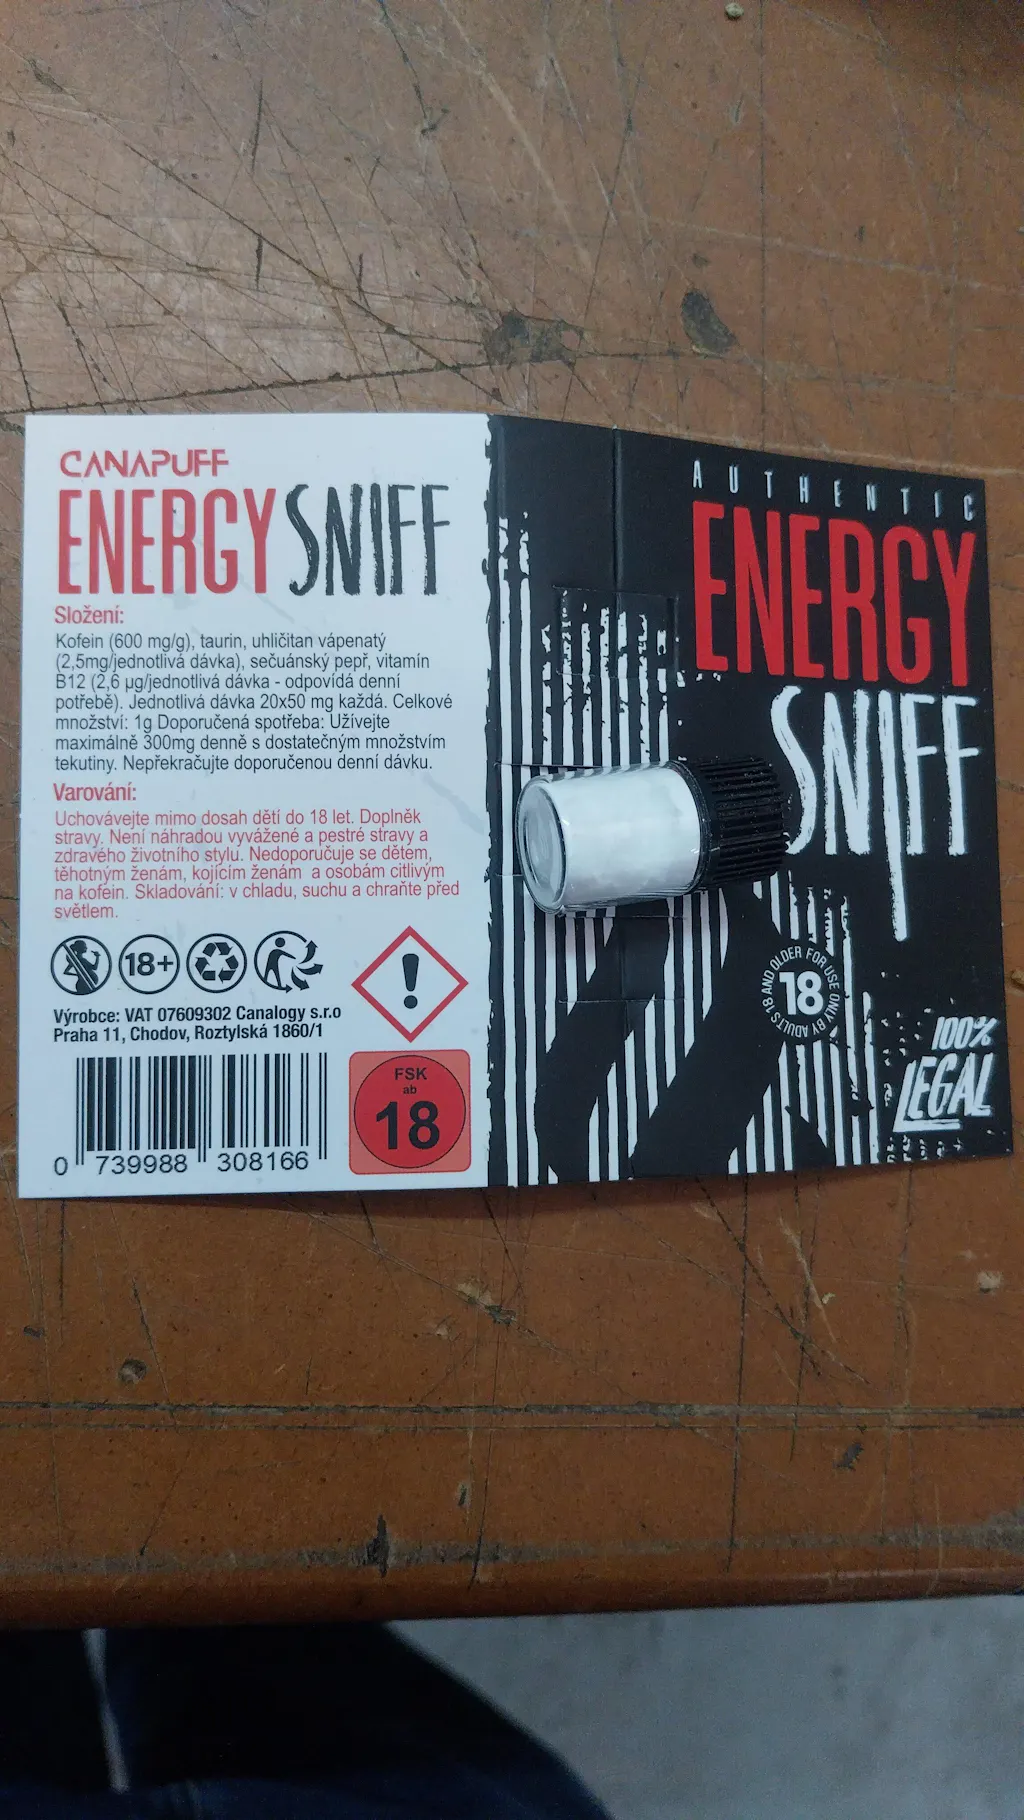 CANAPUFF
ENERGY SNIFF
Složení:
Kofein (600 mg/g), taurin, uhličitan vápenatý
(2,5mg/jednotlivá dávka), sečuánský pepř, vitamín
B12 (2,6 µg/jednotlivá dávka - odpovídá denní
potřebě). Jednotlivá dávka 20x50 mg každá. Celkové
množství: 1g Doporučená spotřeba: Užívejte
maximálně 300mg denně s dostatečným množstvím
tekutiny. Nepřekračujte doporučenou denní dávku.
Varování:
Uchovávejte mimo dosah dětí do 18 let. Doplněk
stravy. Není náhradou vyvážené a pestré stravy a
zdravého životního stylu. Nedoporučuje se dětem,
těhotným ženám, kojícím ženám a osobám citlivým
na kofein. Skladování: v chladu, suchu a chraňte před
světlem.
18+
Výrobce: VAT 07609302 Canalogy s.r.o
Praha 11, Chodov, Roztylská 1860/1
0 739988 308166
FSK
ab
18
AUTHENTIC
ENERGY
SNIFF
FOR USE ONLY BY ADULTS 18 AND OLDER
18
100%
LEGAL